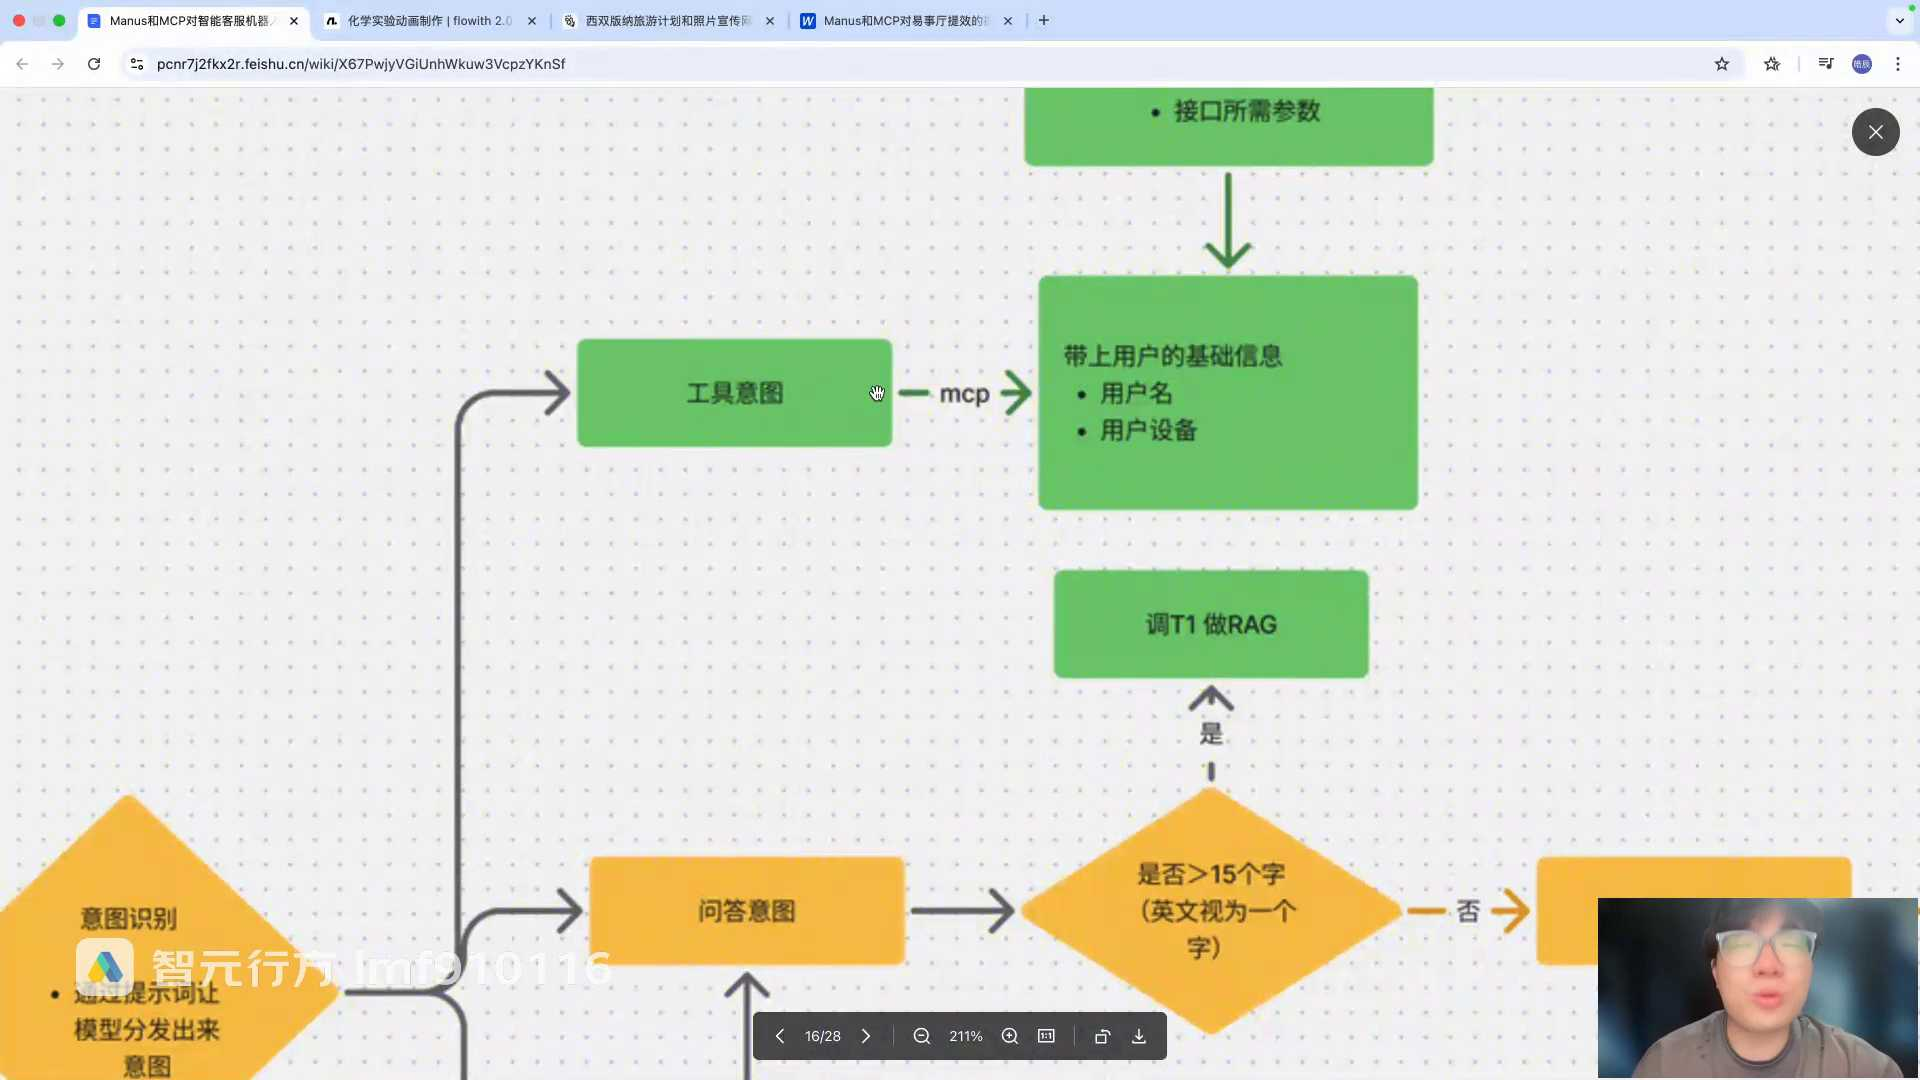 Manus和MCP对智能客服机器人
化学实验动画制作 | flowith 2.0
西双版纳旅游计划和照片宣传网
Manus和MCP对易事厅提效的
pcnr7j2fkx2r.feishu.cn/wiki/X67PwjyVGiUnhWkuw3VcpzYKnSf
皓辰
接口所需参数
工具意图
mcp
带上用户的基础信息
用户名
用户设备
调T1 做RAG
是
意图识别
通过提示词让
模型分发出来
意图
问答意图
是否>15个字
(英文视为一个
字)
否
智元行方 lmf910116
16/28
211%